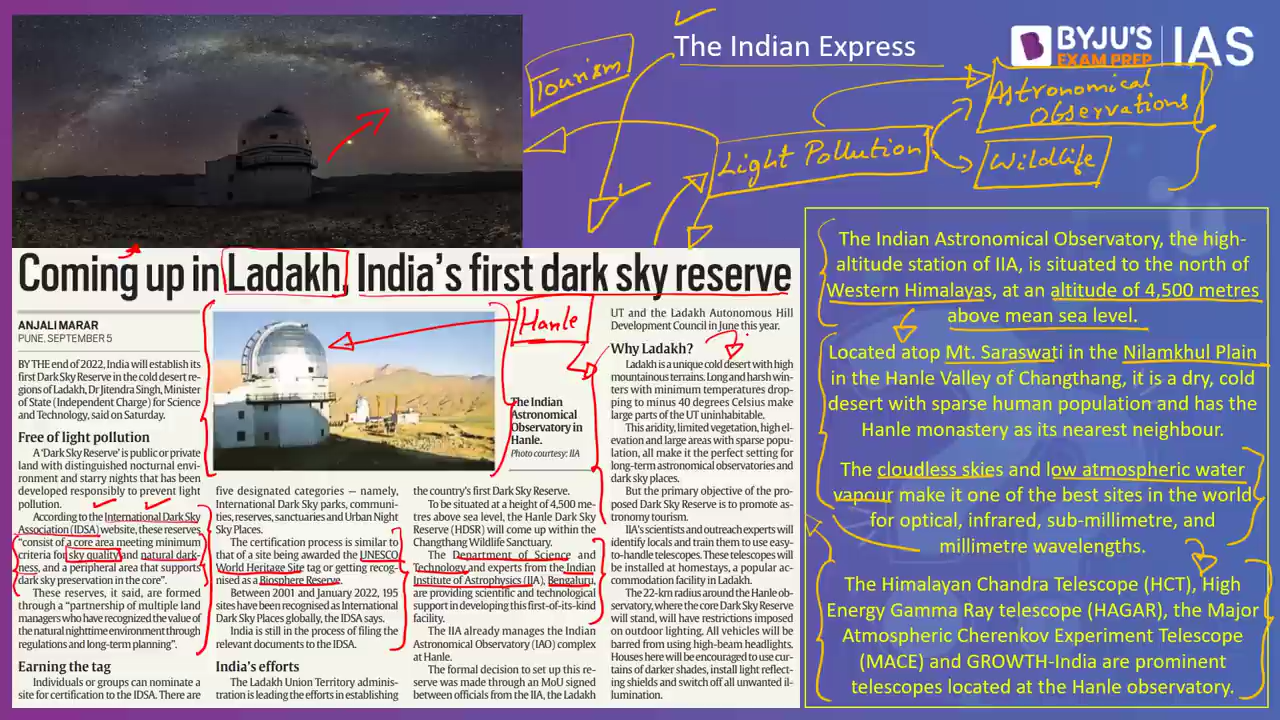 The Indian Express
BYJU'S
EXAM PREP
IAS
Tourism
Light Pollution
Astronomical
Observations
Wildlife
Coming up in Ladakh, India's first dark sky reserve
ANJALI MARAR
PUNE, SEPTEMBER 5
BY THE end of 2022, India will establish its
first Dark Sky Reserve in the cold desert re-
gions of Ladakh, Dr Jitendra Singh, Minister
of State (Independent Charge) for Science
and Technology, said on Saturday.
Free of light pollution
A 'Dark Sky Reserve' is public or private
land with distinguished nocturnal envi-
ronment and starry nights that has been
developed responsibly to prevent light
pollution.
According to the International Dark Sky
Association (IDSA) website, these reserves
"consist of a core area meeting minimum
criteria for sky quality and natural dark-
ness, and a peripheral area that supports
dark sky preservation in the core".
These reserves, it said, are formed
through a "partnership of multiple land
managers who have recognized the value of
the natural nighttime environment through
regulations and long-term planning".
Earning the tag
Individuals or groups can nominate a
site for certification to the IDSA. There are
five designated categories — namely,
International Dark Sky parks, commu-
nities, reserves, sanctuaries and Urban Night
Sky Places.
The certification process is similar to
that of a site being awarded the UNESCO
World Heritage Site tag or getting recog-
nised as a Biosphere Reserve.
Between 2001 and January 2022, 195
sites have been recognised as International
Dark Sky Places globally, the IDSA says.
India is still in the process of filing the
relevant documents to the IDSA.
India's efforts
The Ladakh Union Territory adminis-
tration is leading the efforts in establishing
Hanle
The Indian
Astronomical
Observatory in
Hanle.
Photo courtesy: IIA
the country's first Dark Sky Reserve.
To be situated at a height of 4,500 met-
res above sea level, the Hanle Dark Sky
Reserve (HDSR) will come up within the
Changthang Wildlife Sanctuary.
The Department of Science and
Technology and experts from the Indian
Institute of Astrophysics (IIA), Bengaluru,
are providing scientific and technological
support in developing this first-of-its-kind
facility.
The IIA already manages the Indian
Astronomical Observatory (IAO) complex
at Hanle.
The formal decision to set up this re-
serve was made through an MoU signed
between officials from the IIA, the Ladakh
UT and the Ladakh Autonomous Hill
Development Council in June this year.
Why Ladakh?
Ladakh is a unique cold desert with high
mountainous terrains. Long and harsh win-
ters with minimum temperatures drop-
ping to minus 40 degrees Celsius make
large parts of the UT uninhabitable.
This aridity, limited vegetation, high el-
evation and large areas with sparse popu-
lation, all make it the perfect setting for
long-term astronomical observatories and
dark sky places.
But the primary objective of the pro-
posed Dark Sky Reserve is to promote as-
tronomy tourism.
IIA's scientists and outreach experts will
identify locals and train them to use easy-
to-handle telescopes. These telescopes will
be installed at homestays, a popular ac-
commodation facility in Ladakh.
The 22-km radius around the Hanle ob-
servatory, where the core Dark Sky Reserve
will stand, will have restrictions imposed
on outdoor lighting. All vehicles will be
barred from using high-beam headlights.
Houses here will be encouraged to use cur-
tains of darker shades, install light reflect-
ing shields and switch off all unwanted il-
lumination.
The Indian Astronomical Observatory, the high-
altitude station of IIA, is situated to the north of
Western Himalayas, at an altitude of 4,500 metres
above mean sea level.
Located atop Mt. Saraswati in the Nilamkhul Plain
in the Hanle Valley of Changthang, it is a dry, cold
desert with sparse human population and has the
Hanle monastery as its nearest neighbour.
The cloudless skies and low atmospheric water
vapour make it one of the best sites in the world
for optical, infrared, sub-millimetre, and
millimetre wavelengths.
The Himalayan Chandra Telescope (HCT), High
Energy Gamma Ray telescope (HAGAR), the Major
Atmospheric Cherenkov Experiment Telescope
(MACE) and GROWTH-India are prominent
telescopes located at the Hanle observatory.